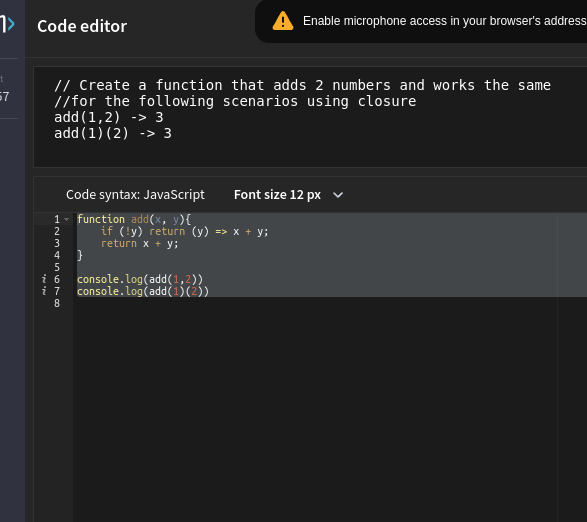 Enable microphone access in your browser's address
Code editor
// Create a function that adds 2 numbers and works the same
//for the following scenarios using closure
add(1,2) -> 3
add(1)(2) -> 3
57
Code syntax: JavaScript Font size 12 px
1 function add(x, y){
2 if (!y) return (y) => x + y;
3 return x + y;
4 }
5
i 6 console.log(add(1,2))
i 7 console.log(add(1)(2))
8